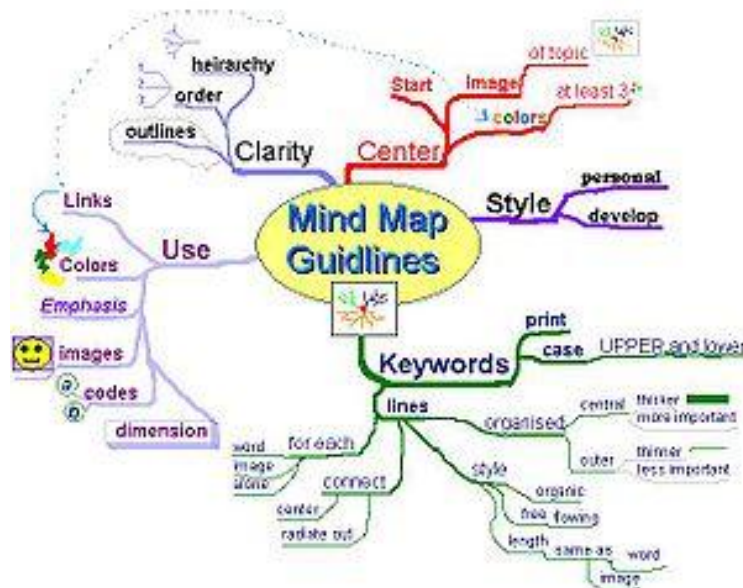 Mind Map
Guidlines
Center
Start
image
of topic
colors
at least 3
Style
personal
develop
Keywords
print
case
UPPER and lower
lines
organised
central
thicker
more important
outer
thinner
less important
style
organic
free flowing
length
same as
word
image
connect
center
radiate out
for each
word
image
alone
Use
Links
Colors
Emphasis
images
codes
a
dimension
Clarity
heirarchy
order
outlines